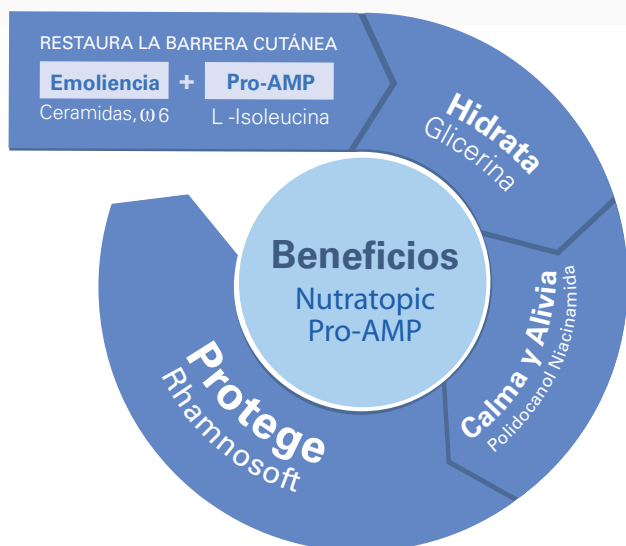 RESTAURA LA BARRERA CUTÁNEA
Emoliencia + Pro-AMP
Ceramidas, ω6 L -Isoleucina
Hidrata
Glicerina
Calma y Alivia
Polidocanol Niacinamida
Protege
Rhamnosoft
Beneficios
Nutratopic
Pro-AMP